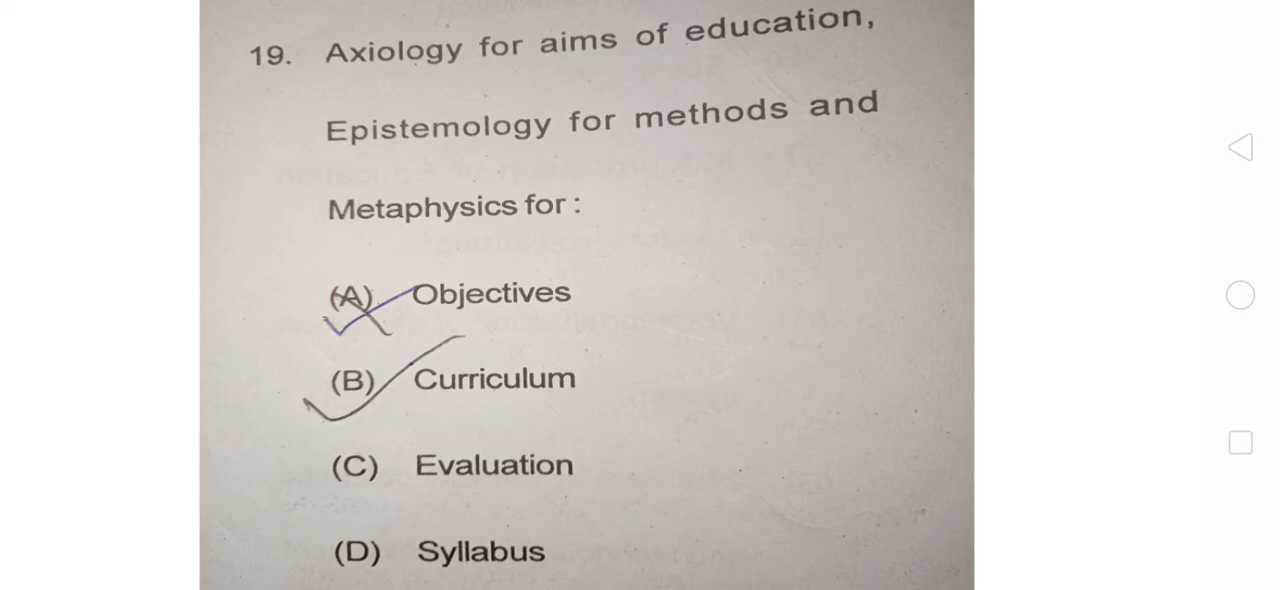 19. Axiology for aims of education,
Epistemology for methods and
Metaphysics for :
(A) Objectives
(B) Curriculum
(C) Evaluation
(D) Syllabus